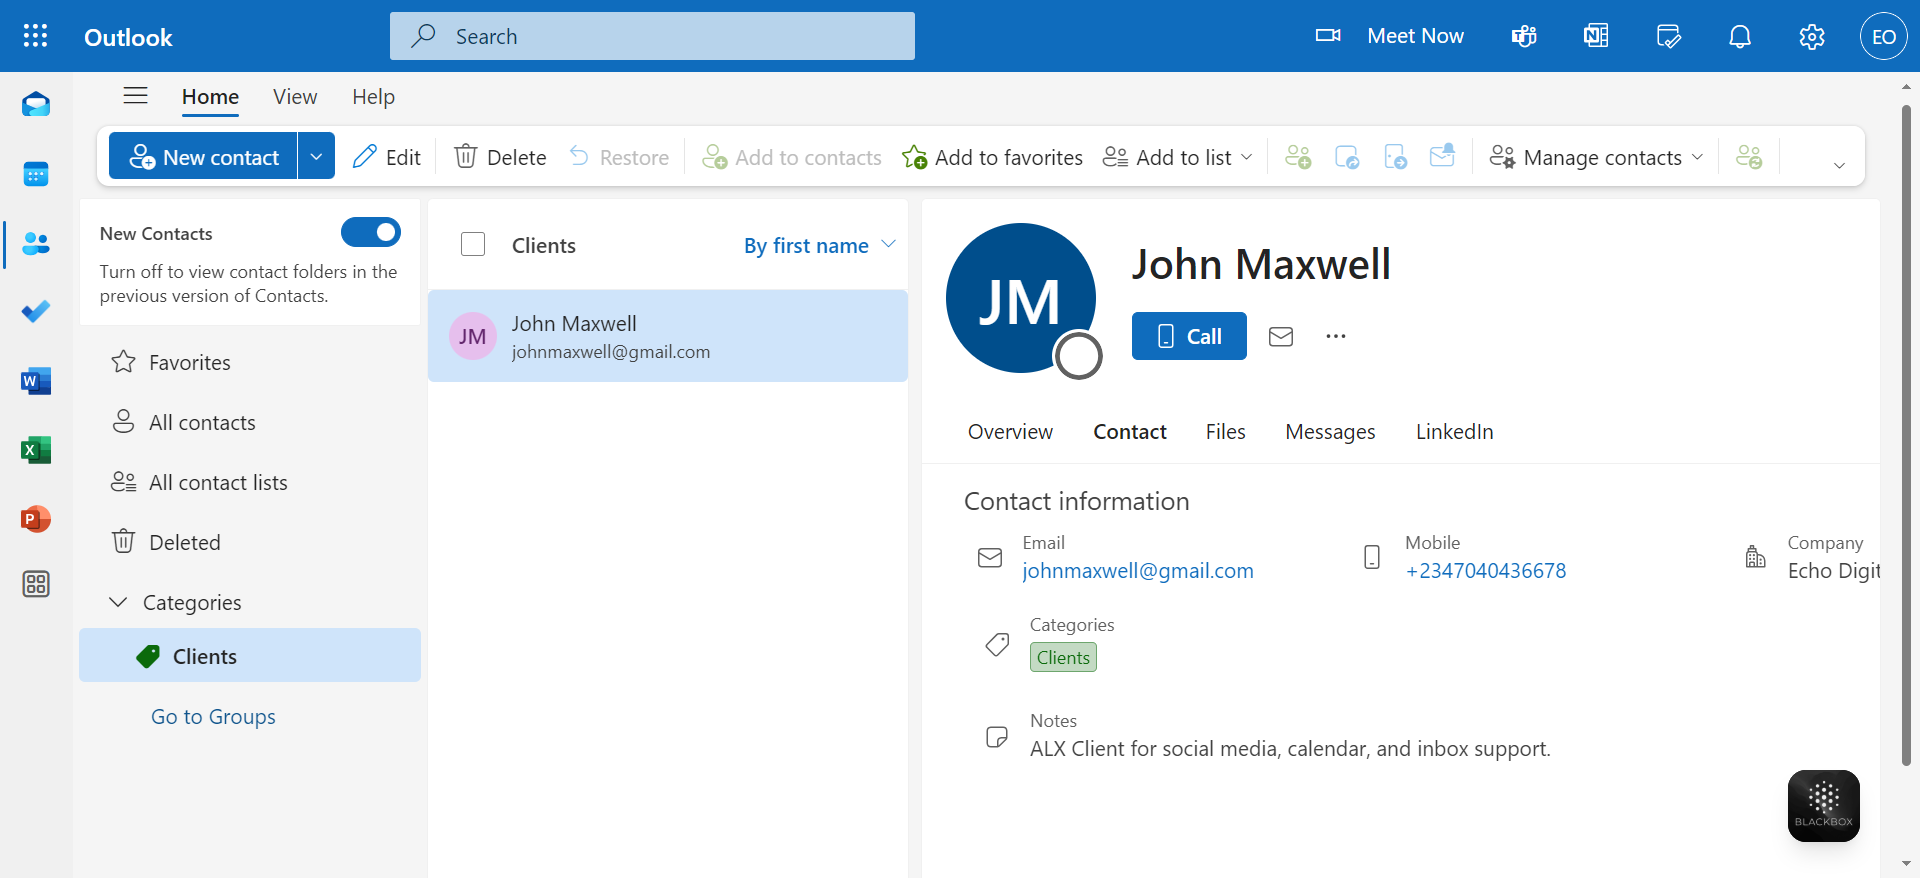 Outlook
Search
Meet Now
EO
Home View Help
New contact Edit Delete Restore Add to contacts Add to favorites Add to list Manage contacts
New Contacts
Turn off to view contact folders in the
previous version of Contacts.
Favorites
All contacts
All contact lists
Deleted
Categories
Clients
Go to Groups
Clients By first name
JM
John Maxwell
johnmaxwell@gmail.com
JM
John Maxwell
Call
Overview Contact Files Messages LinkedIn
Contact information
Email
johnmaxwell@gmail.com
Mobile
+2347040436678
Company
Echo Digit
Categories
Clients
Notes
ALX Client for social media, calendar, and inbox support.
BLACKBOX
W
X
P